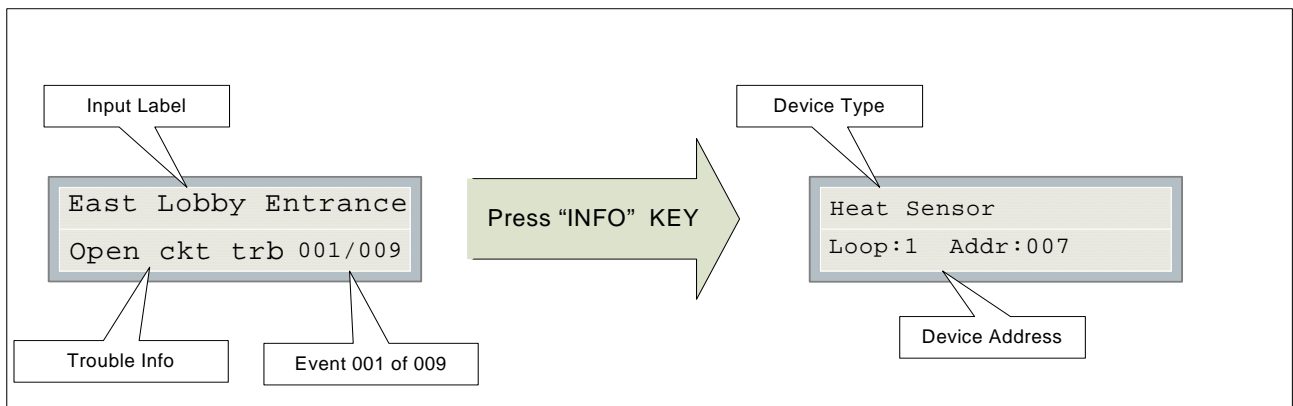 Input Label
Device Type
East Lobby Entrance
Open ckt trb 001/009
Press “INFO” KEY
Heat Sensor
Loop:1 Addr:007
Trouble Info
Event 001 of 009
Device Address